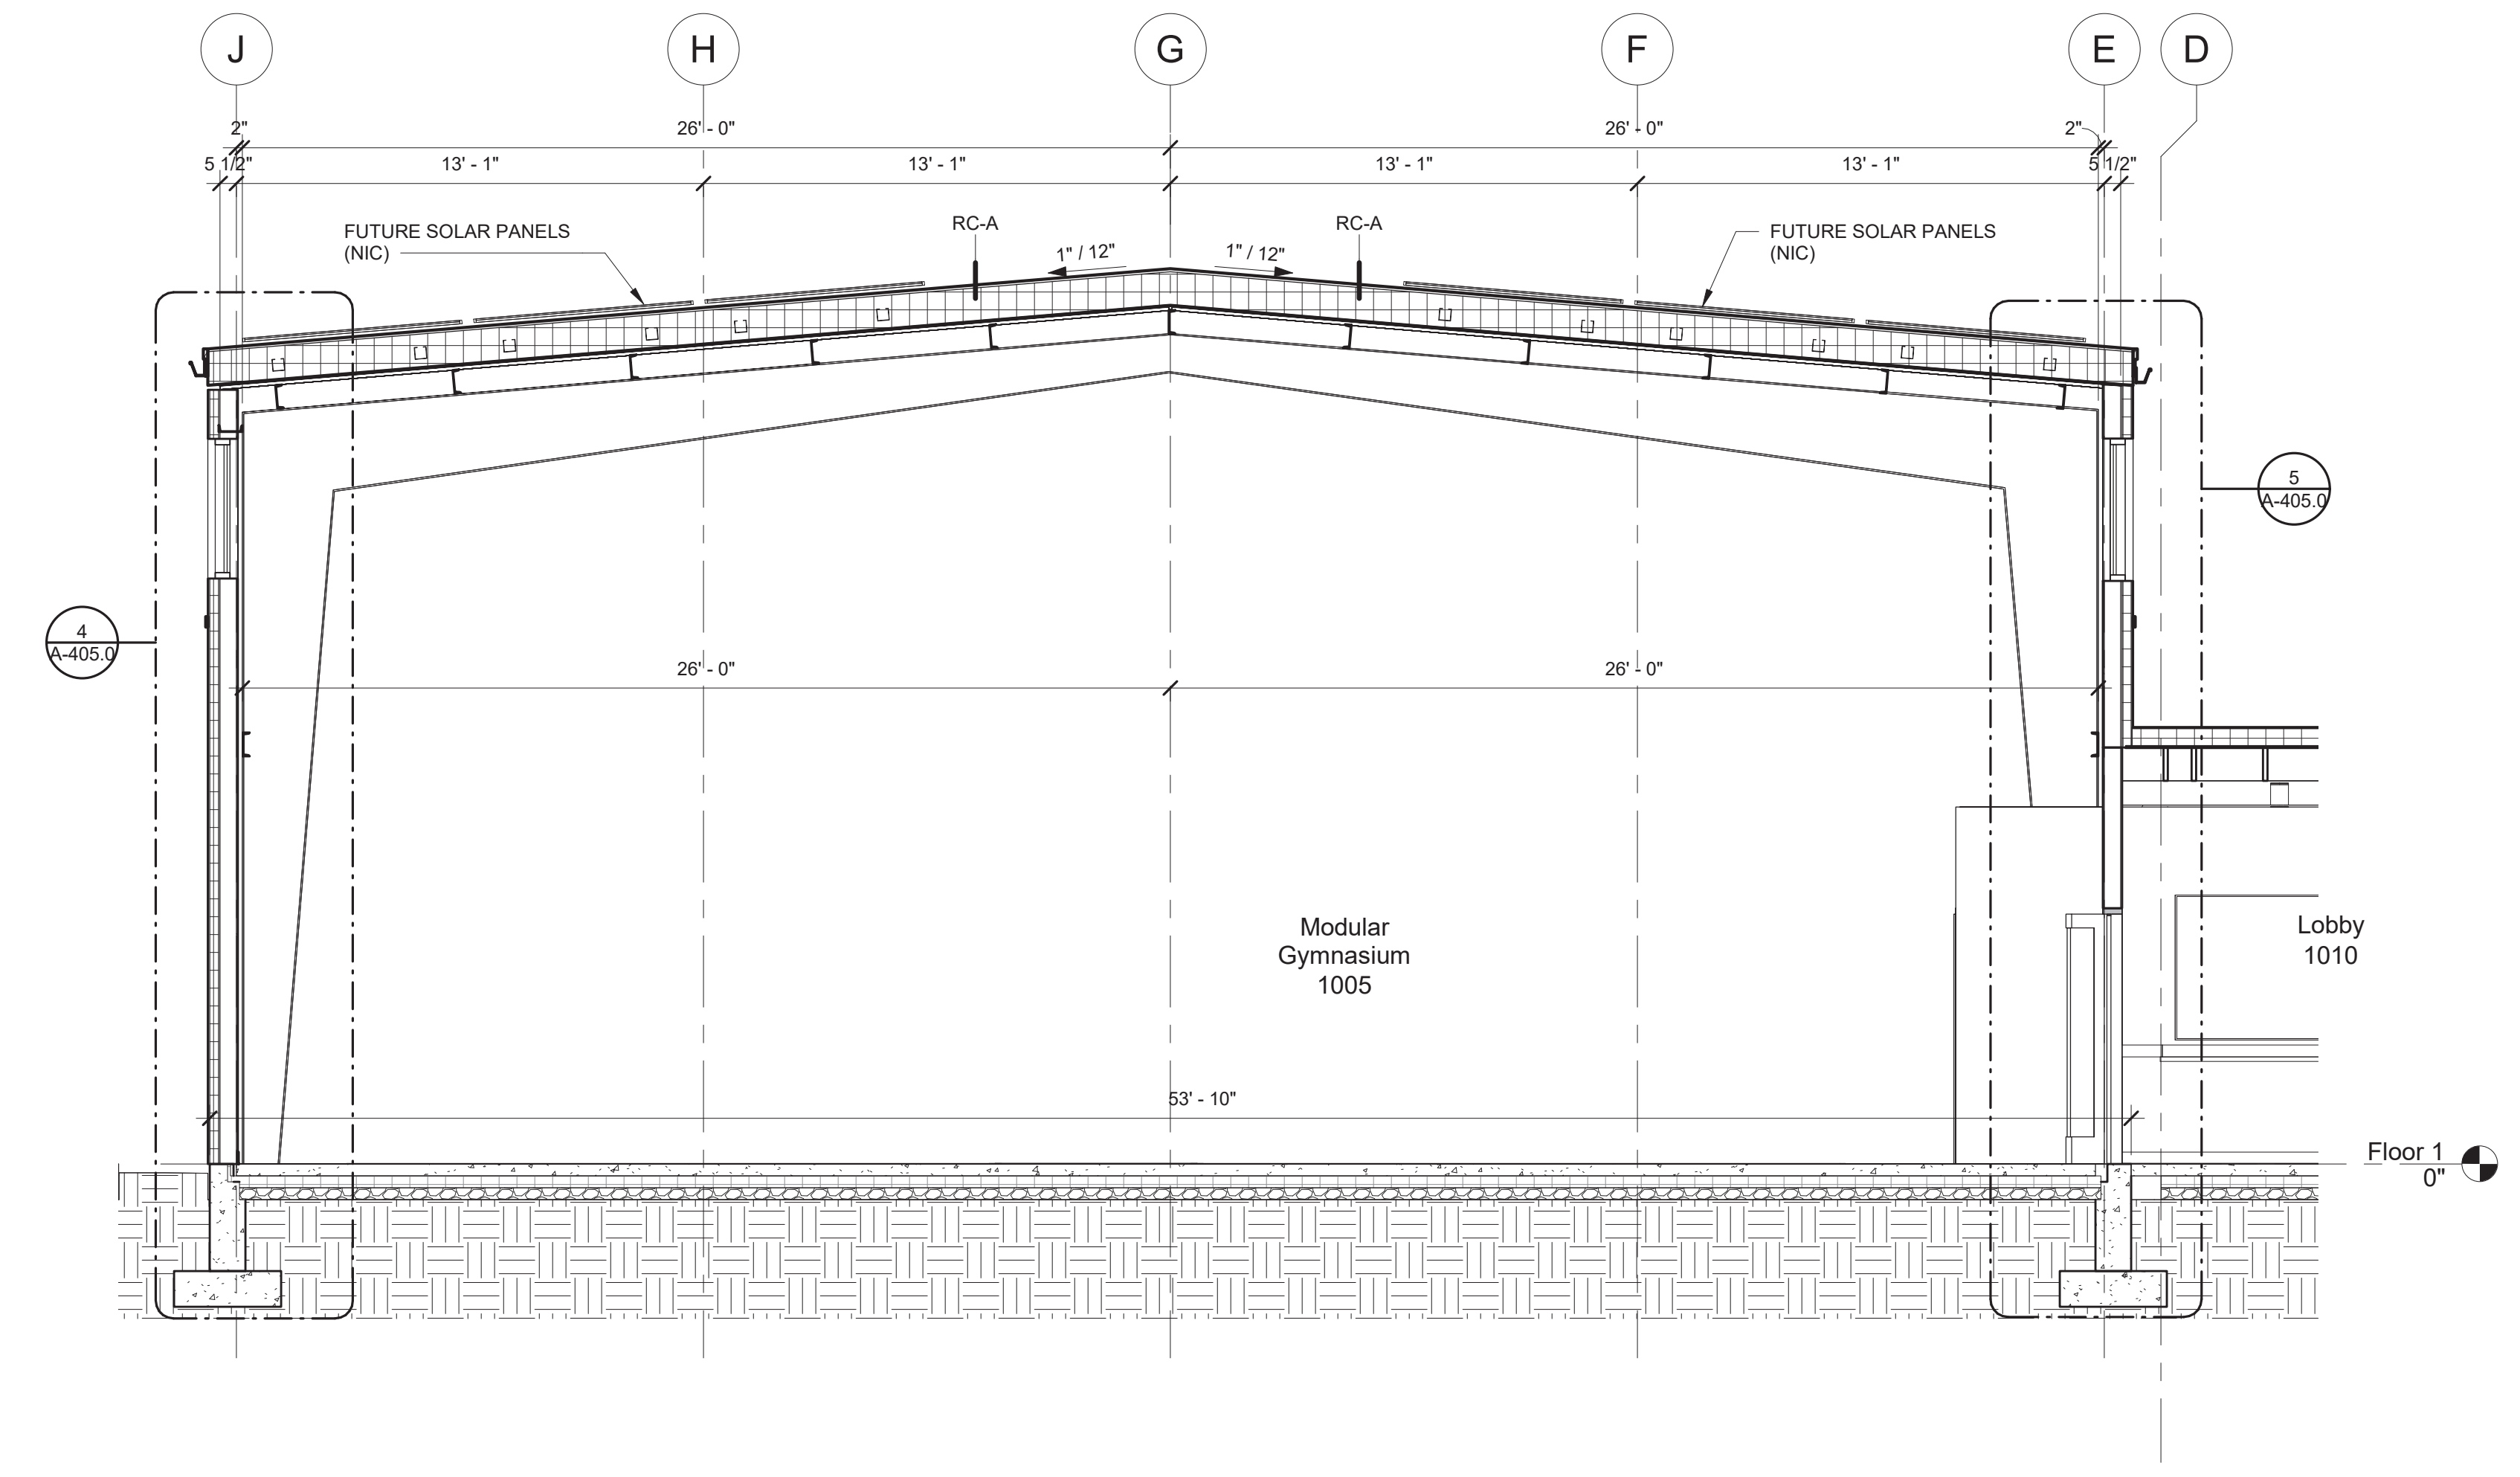 J
H
G
F
E
D
2"
26' - 0"
26' - 0"
2"
5 1/2"
13' - 1"
13' - 1"
13' - 1"
13' - 1"
5 1/2"
FUTURE SOLAR PANELS
(NIC)
RC-A
1" / 12"
1" / 12"
RC-A
FUTURE SOLAR PANELS
(NIC)
5
A-405.0
4
A-405.0
26' - 0"
26' - 0"
Modular
Gymnasium
1005
Lobby
1010
53' - 10"
Floor 1
0"